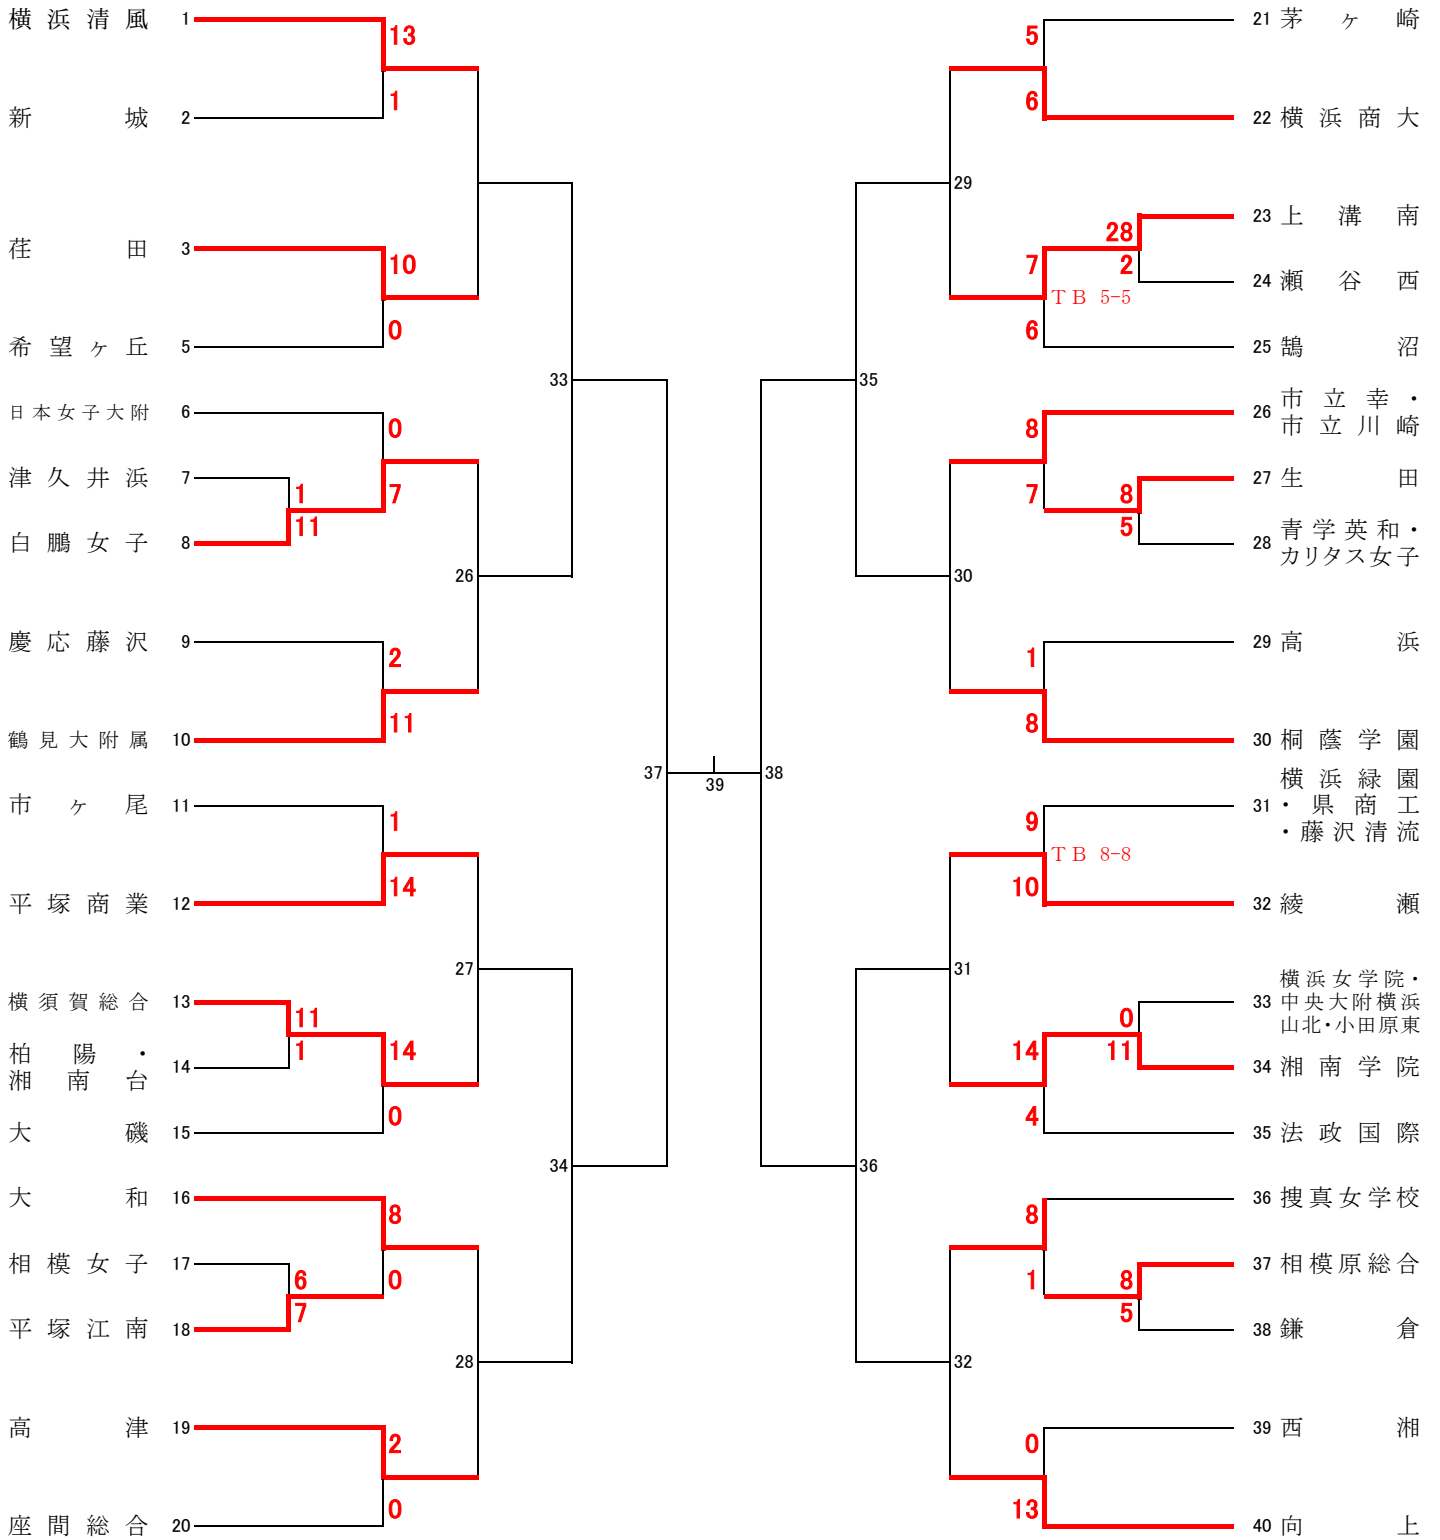 横浜清風 1
13
1
新城 2
荏田 3
10
0
希望ヶ丘 5
日本女子大附 6
0
津久井浜 7
1
7
11
白鵬女子 8
26
慶応藤沢 9
2
11
鶴見大附属 10
33
市ヶ尾 11
1
14
平塚商業 12
27
横須賀総合 13
11
1
14
柏陽・
湘南台 14
0
大磯 15
34
大和 16
8
相模女子 17
6
0
7
平塚江南 18
28
高津 19
2
0
座間総合 20
37
39
38
21 茅ヶ崎
5
6
22 横浜商大
29
23 上溝南
28
7
2
24 瀬谷西
TB 5-5
6
25 鵠沼
35
26 市立幸・
市立川崎
8
27 生田
7
8
5
28 青学英和・
カリタス女子
30
29 高浜
1
8
30 桐蔭学園
横浜緑園
31 ・県商工
・藤沢清流
9
TB 8-8
10
32 綾瀬
31
横浜女学院・
33 中央大附横浜
山北・小田原東
0
14
11
34 湘南学院
4
35 法政国際
36
36 捜真女学校
8
37 相模原総合
1
8
5
38 鎌倉
32
39 西湘
0
13
40 向上